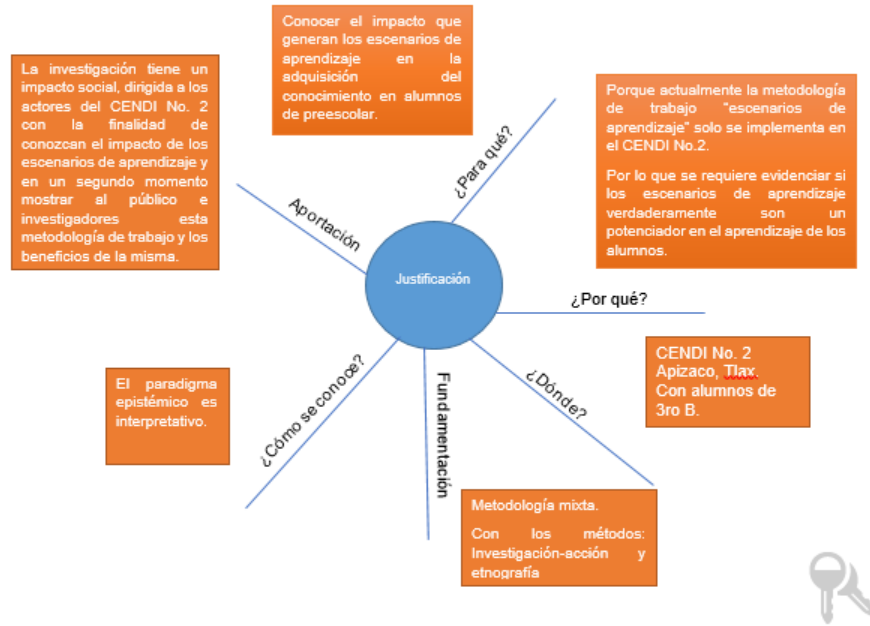 Conocer el impacto que
generan los escenarios de
aprendizaje en la
adquisición del
conocimiento en alumnos
de preescolar.
La investigación tiene un
impacto social, dirigida a los
actores del CENDI No. 2
con la finalidad de
conozcan el impacto de los
escenarios de aprendizaje y
en un segundo momento
mostrar al público e
investigadores esta
metodología de trabajo y los
beneficios de la misma.
Porque actualmente la metodología
de trabajo "escenarios de
aprendizaje" solo se implementa en
el CENDI No.2.
Por lo que se requiere evidenciar si
los escenarios de aprendizaje
verdaderamente son un
potenciador en el aprendizaje de los
alumnos.
¿Para qué?
Aportación
Justificación
¿Por qué?
CENDI No. 2
Apizaco, Tlax.
Con alumnos de
3ro B.
¿Dónde?
Fundamentación
¿Cómo se conoce?
El paradigma
epistémico es
interpretativo.
Metodología mixta.
Con los métodos:
Investigación-acción y
etnografía